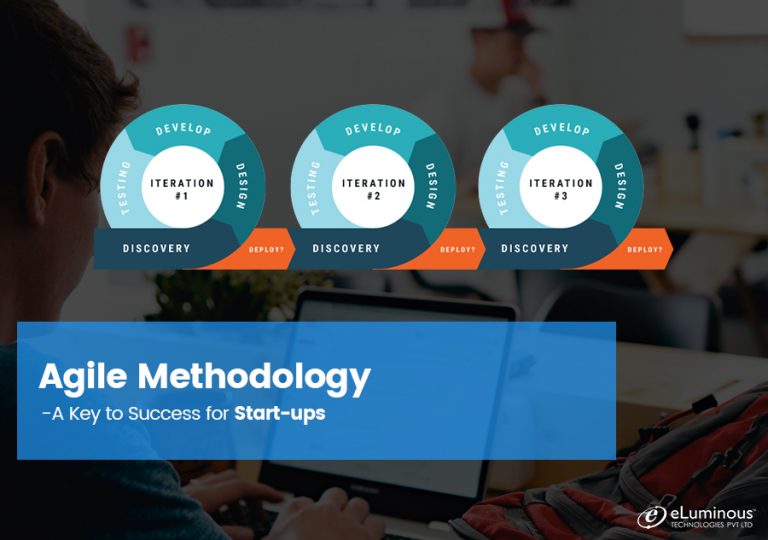 DEVELOP
TESTING
DESIGN
ITERATION
#1
DISCOVERY
DEPLOY?
DEVELOP
TESTING
DESIGN
ITERATION
#2
DISCOVERY
DEPLOY?
DEVELOP
TESTING
DESIGN
ITERATION
#3
DISCOVERY
DEPLOY?
Agile Methodology
-A Key to Success for Start-ups
eLuminous™
TECHNOLOGIES PVT LTD